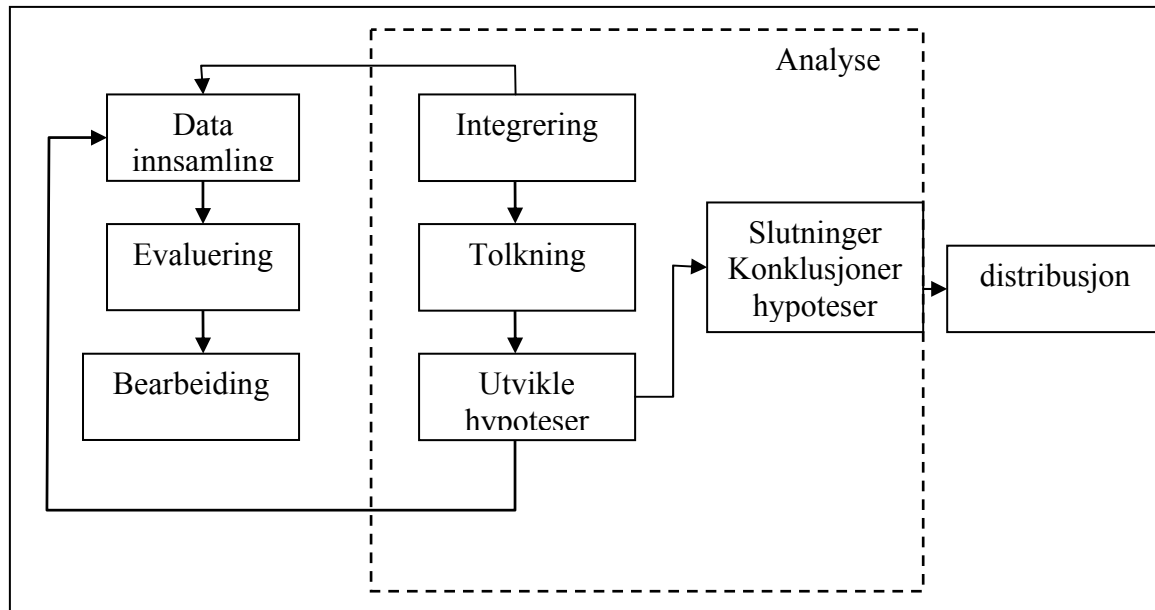 Analyse
Data
innsamling
Integrering
Evaluering
Tolkning
Slutninger
Konklusjoner
hypoteser
distribusjon
Bearbeiding
Utvikle
hypoteser